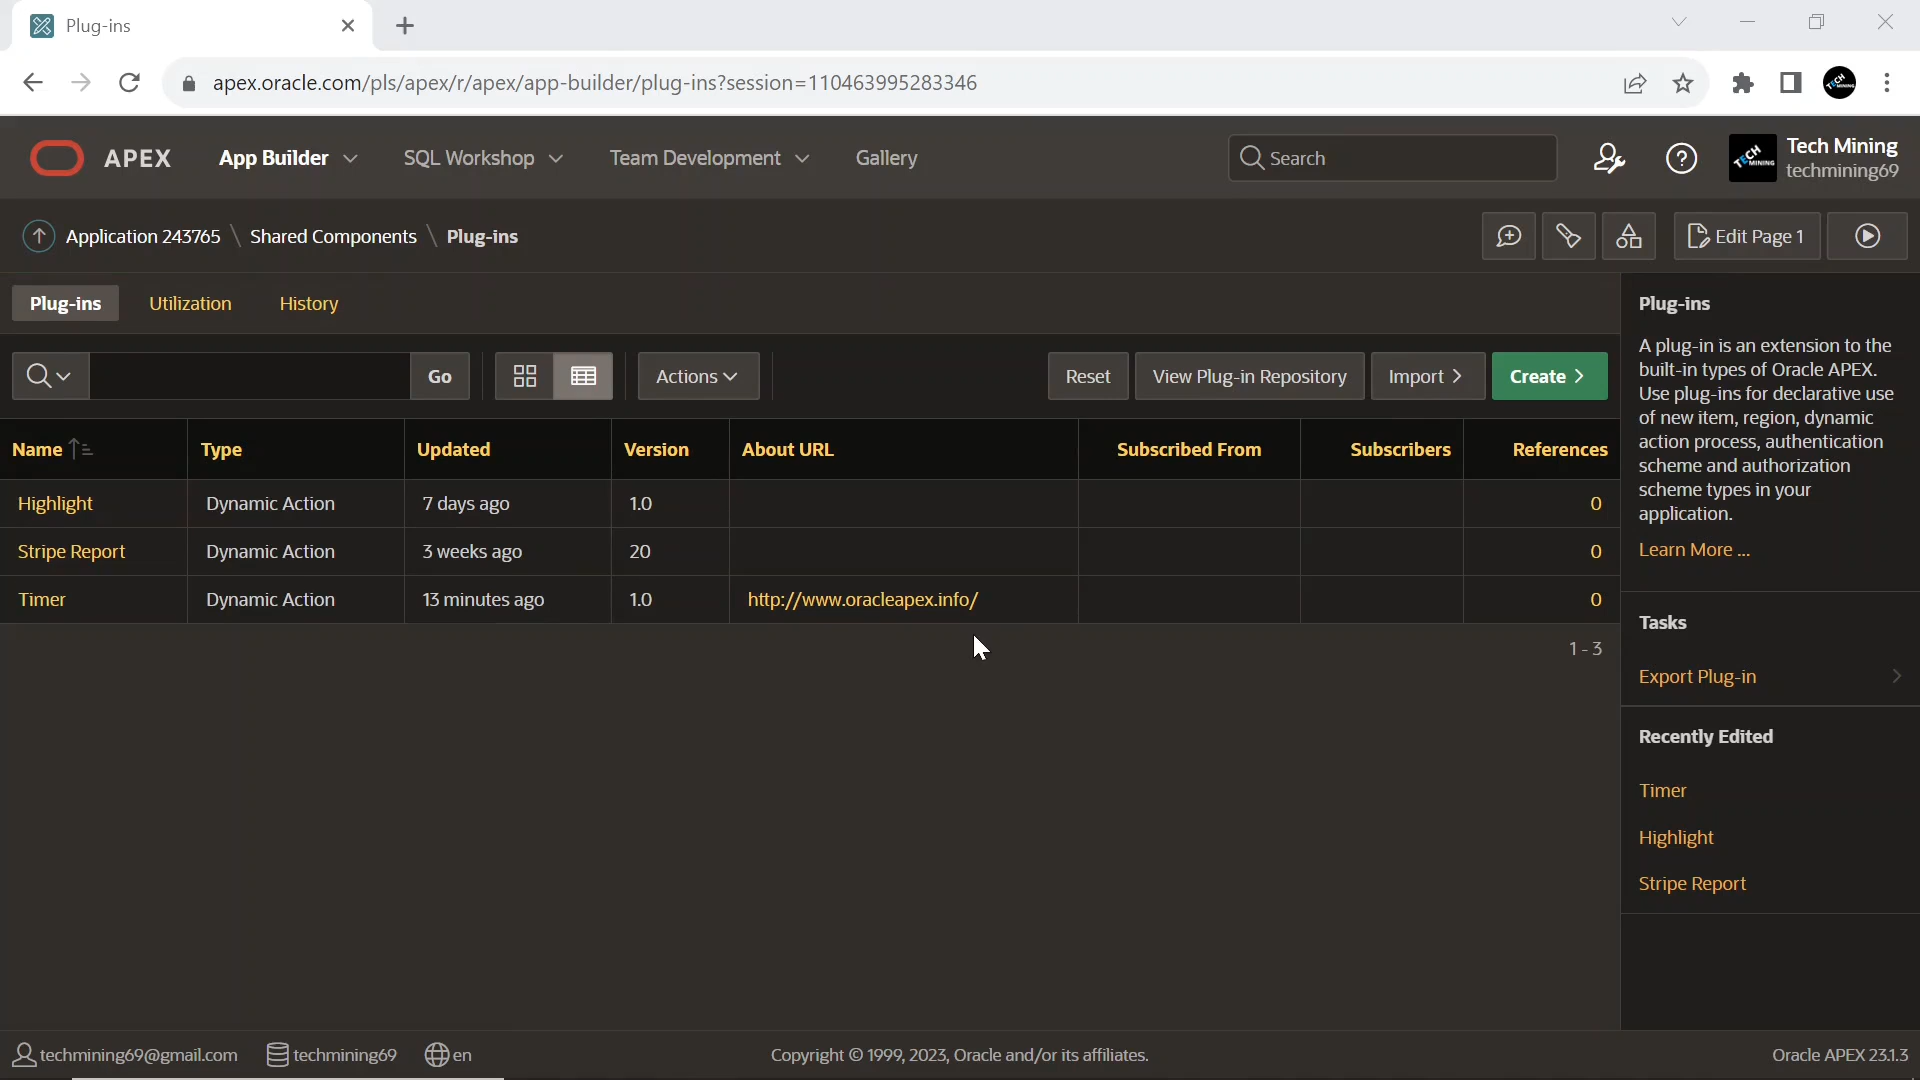 Plug-ins
apex.oracle.com/pls/apex/r/apex/app-builder/plug-ins?session=110463995283346
APEX App Builder SQL Workshop Team Development Gallery Search Tech Mining
techmining69
Application 243765 \ Shared Components \ Plug-ins Edit Page 1
Plug-ins Utilization History
Go Actions Reset View Plug-in Repository Import > Create >
Name Type Updated Version About URL Subscribed From Subscribers References
Highlight Dynamic Action 7 days ago 1.0 0
Stripe Report Dynamic Action 3 weeks ago 20 0
Timer Dynamic Action 13 minutes ago 1.0 http://www.oracleapex.info/ 0
1 - 3
Plug-ins
A plug-in is an extension to the
built-in types of Oracle APEX.
Use plug-ins for declarative use
of new item, region, dynamic
action process, authentication
scheme and authorization
scheme types in your
application.
Learn More ...
Tasks
Export Plug-in
Recently Edited
Timer
Highlight
Stripe Report
techmining69@gmail.com techmining69 en Copyright © 1999, 2023, Oracle and/or its affiliates. Oracle APEX 23.1.3